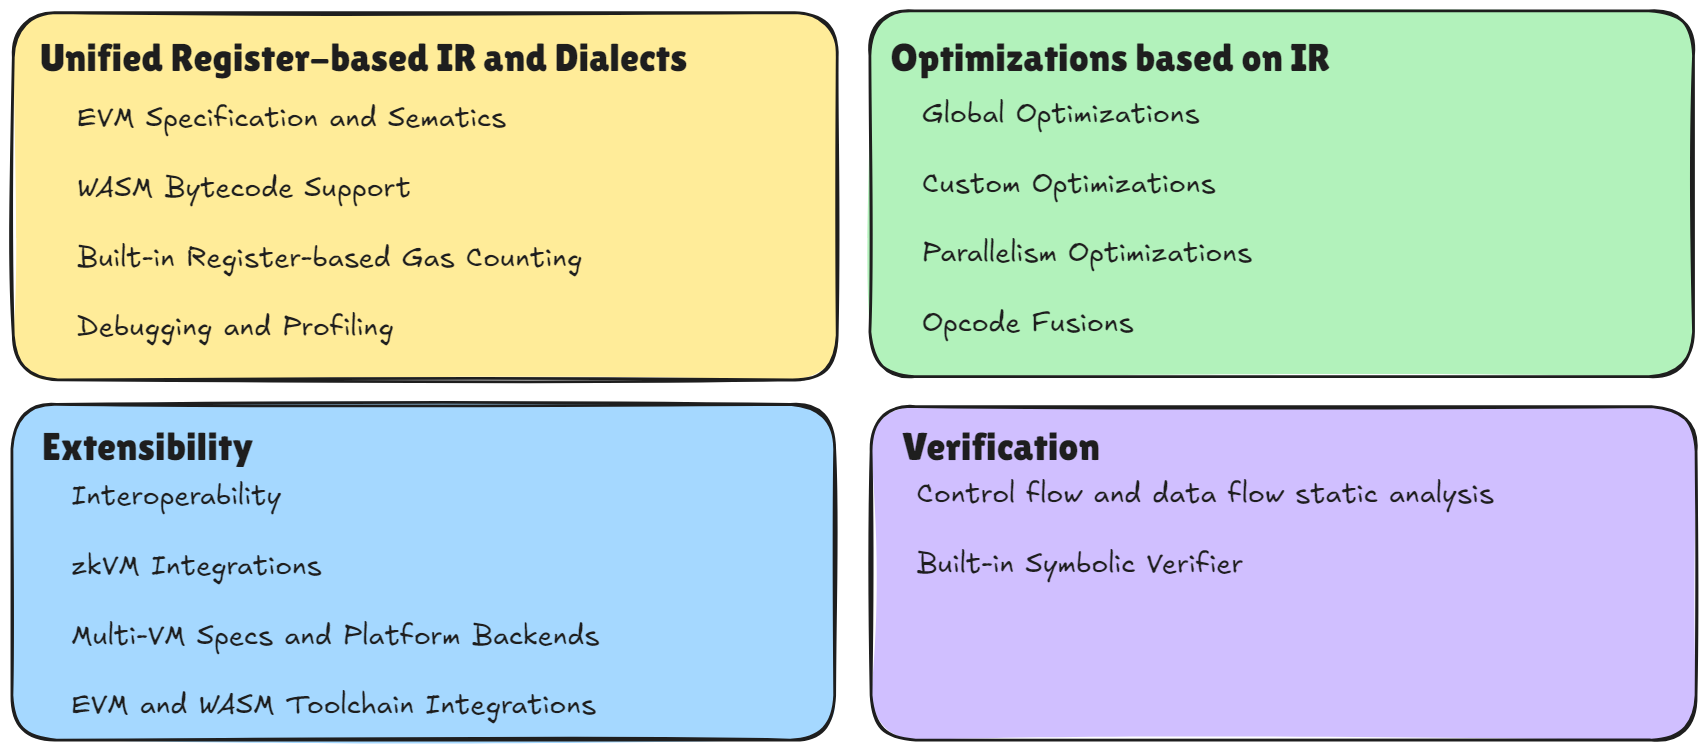 Unified Register-based IR and Dialects
EVM Specification and Sematics
WASM Bytecode Support
Built-in Register-based Gas Counting
Debugging and Profiling
Optimizations based on IR
Global Optimizations
Custom Optimizations
Parallelism Optimizations
Opcode Fusions
Extensibility
Interoperability
zkVM Integrations
Multi-VM Specs and Platform Backends
EVM and WASM Toolchain Integrations
Verification
Control flow and data flow static analysis
Built-in Symbolic Verifier